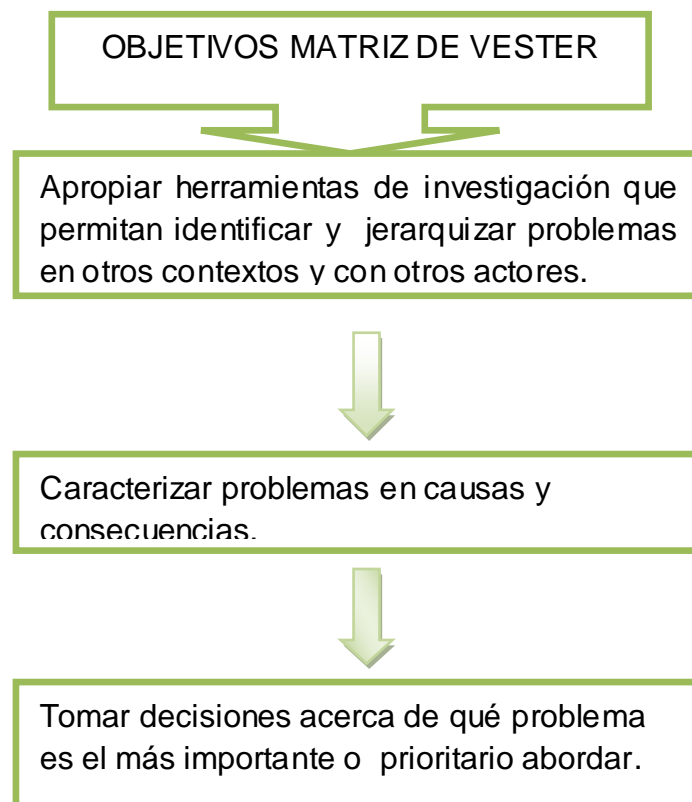 OBJETIVOS MATRIZ DE VESTER
Apropiar herramientas de investigación que
permitan identificar y jerarquizar problemas
en otros contextos y con otros actores.
Caracterizar problemas en causas y
consecuencias.
Tomar decisiones acerca de qué problema
es el más importante o prioritario abordar.